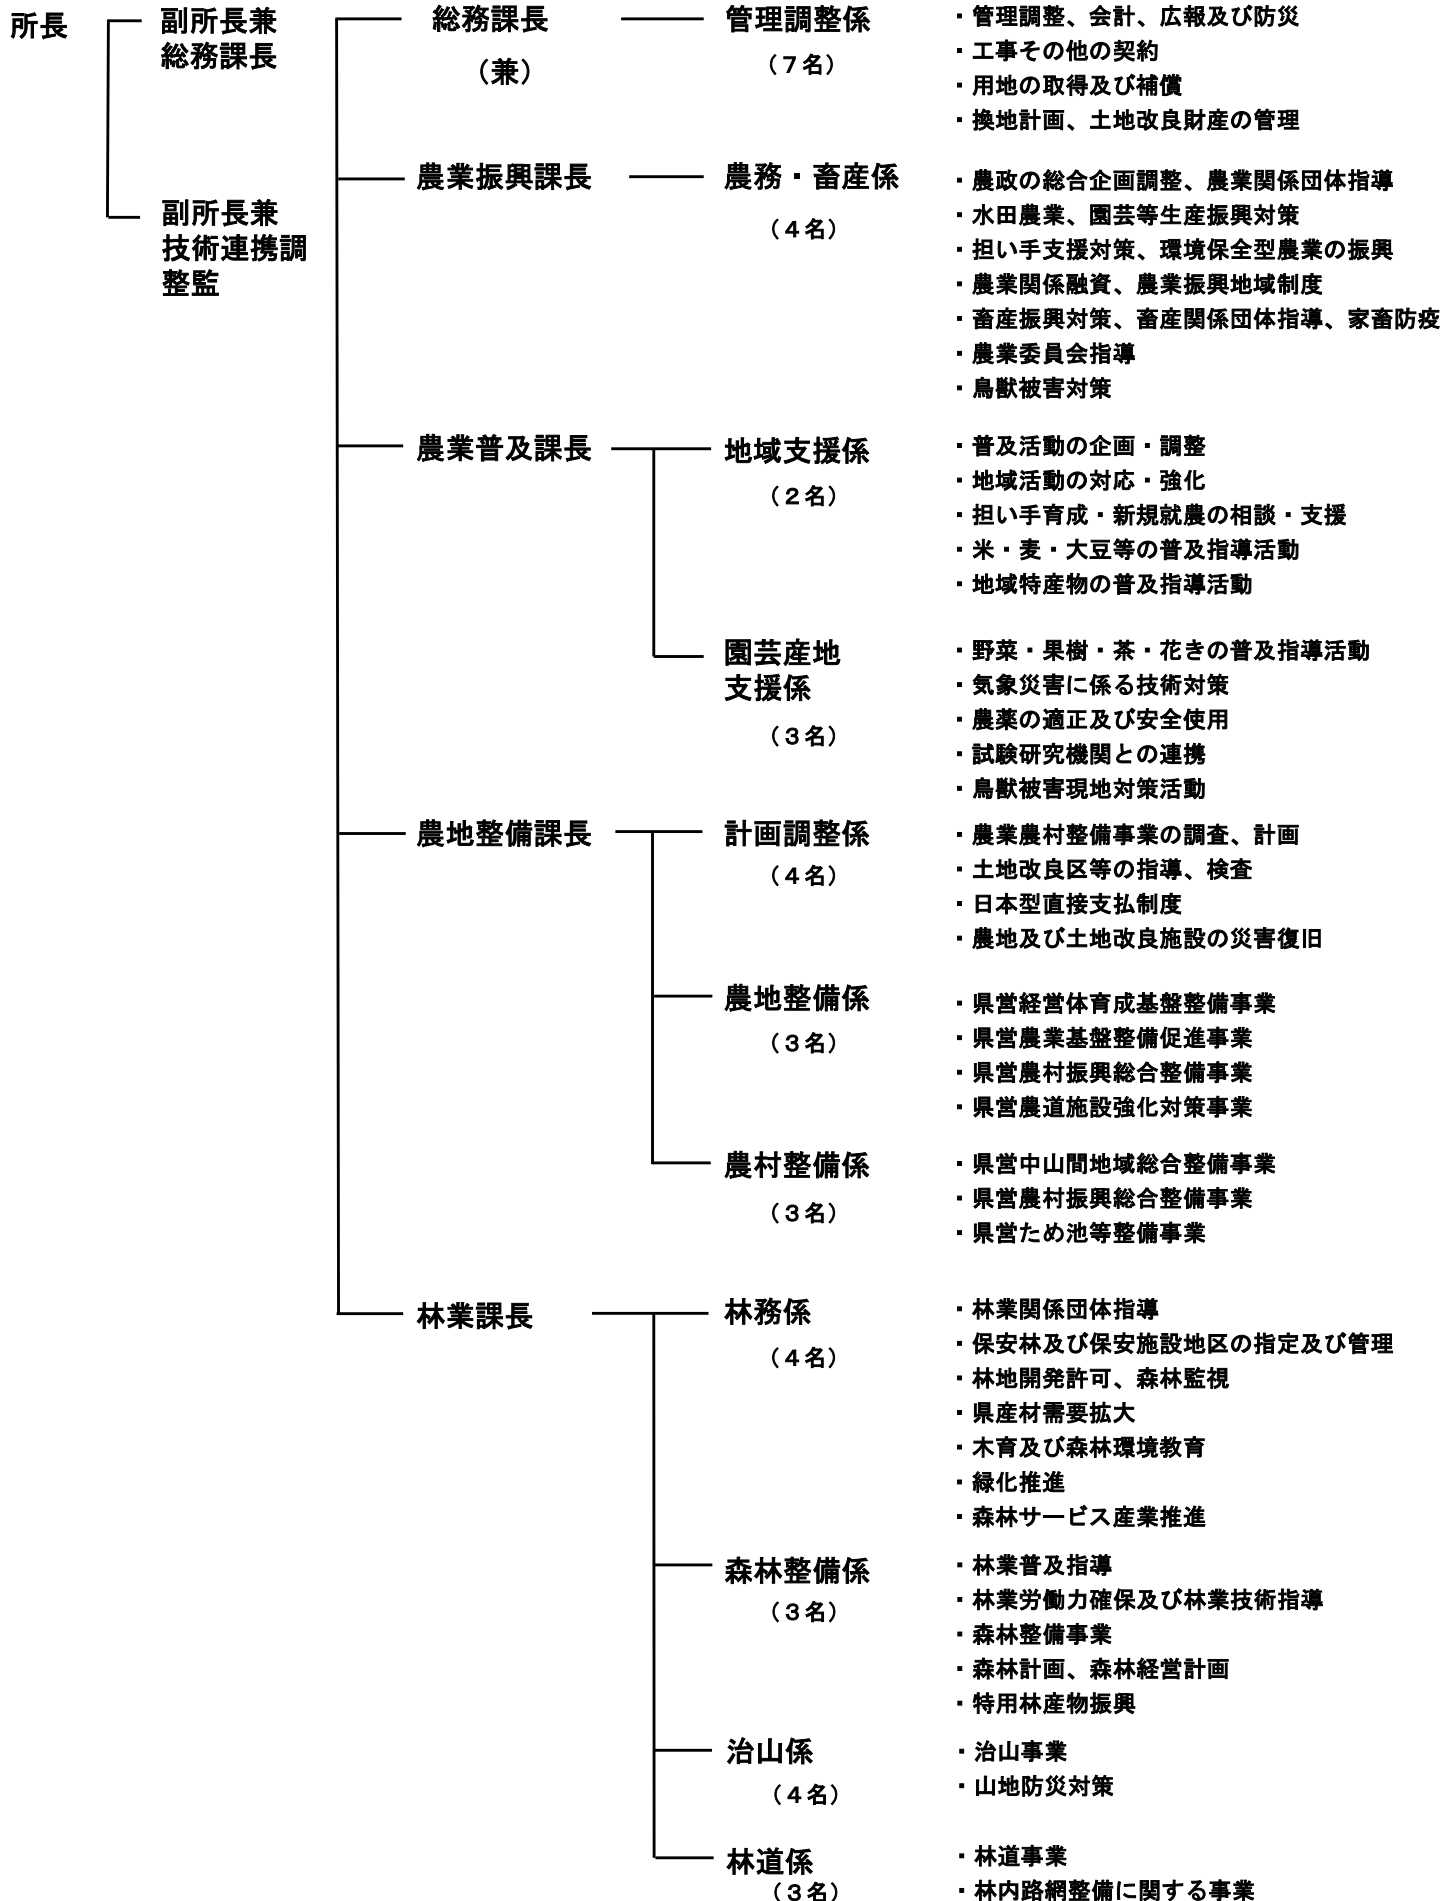 所長
副所長兼
総務課長
副所長兼
技術連携調
整監
総務課長
（兼）
管理調整係
（７名）
・管理調整、会計、広報及び防災
・工事その他の契約
・用地の取得及び補償
・換地計画、土地改良財産の管理
農業振興課長
農務・畜産係
（４名）
・農政の総合企画調整、農業関係団体指導
・水田農業、園芸等生産振興対策
・担い手支援対策、環境保全型農業の振興
・農業関係融資、農業振興地域制度
・畜産振興対策、畜産関係団体指導、家畜防疫
・農業委員会指導
・鳥獣被害対策
農業普及課長
地域支援係
（２名）
・普及活動の企画・調整
・地域活動の対応・強化
・担い手育成・新規就農の相談・支援
・米・麦・大豆等の普及指導活動
・地域特産物の普及指導活動
園芸産地
支援係
（３名）
・野菜・果樹・茶・花きの普及指導活動
・気象災害に係る技術対策
・農薬の適正及び安全使用
・試験研究機関との連携
・鳥獣被害現地対策活動
農地整備課長
計画調整係
（４名）
・農業農村整備事業の調査、計画
・土地改良区等の指導、検査
・日本型直接支払制度
・農地及び土地改良施設の災害復旧
農地整備係
（３名）
・県営経営体育成基盤整備事業
・県営農業基盤整備促進事業
・県営農村振興総合整備事業
・県営農道施設強化対策事業
農村整備係
（３名）
・県営中山間地域総合整備事業
・県営農村振興総合整備事業
・県営ため池等整備事業
林業課長
林務係
（４名）
・林業関係団体指導
・保安林及び保安施設地区の指定及び管理
・林地開発許可、森林監視
・県産材需要拡大
・木育及び森林環境教育
・緑化推進
・森林サービス産業推進
森林整備係
（３名）
・林業普及指導
・林業労働力確保及び林業技術指導
・森林整備事業
・森林計画、森林経営計画
・特用林産物振興
治山係
（４名）
・治山事業
・山地防災対策
林道係
（３名）
・林道事業
・林内路網整備に関する事業